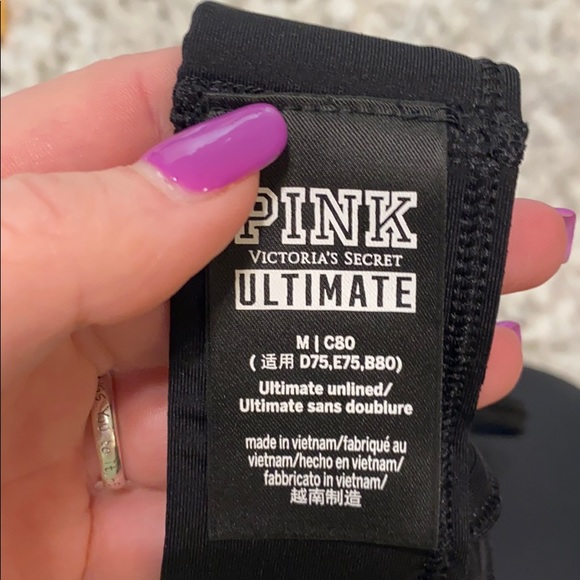 PINK
VICTORIA'S SECRET
ULTIMATE
M | C80
(适用 D75,E75,B80)
Ultimate unlined/
Ultimate sans doublure
made in vietnam/fabriqué au
vietnam/hecho en vietnam/
fabbricato in vietnam/
越南制造